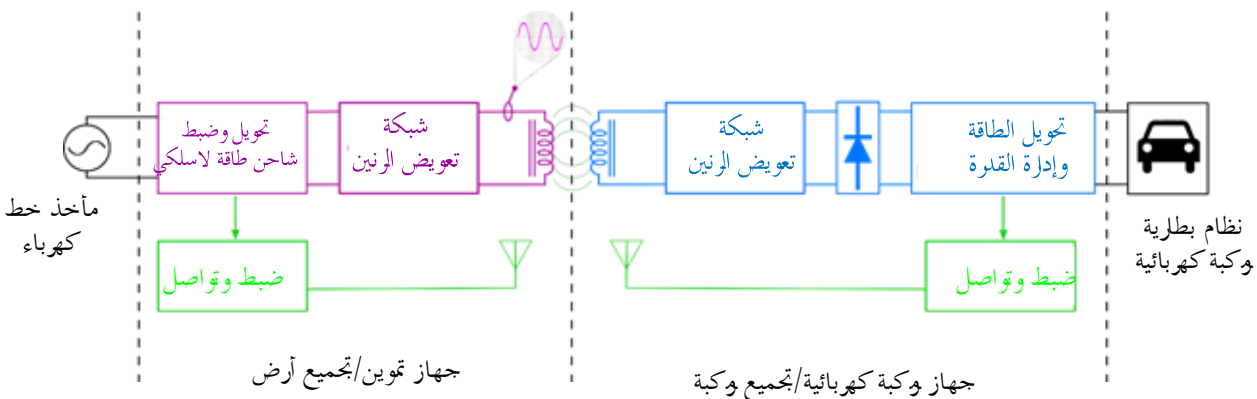 مأخذ خط
كهرباء
تحويل وضبط
شاحن طاقة لاسلكي
شبكة
تعويض الرنين
شبكة
تعويض الرنين
تحويل الطاقة
وإدارة القدرة
نظام بطارية
مركبة كهربائية
ضبط وتواصل
ضبط وتواصل
جهاز تموين/تجميع أرض
جهاز مركبة كهربائية/تجميع مركبة